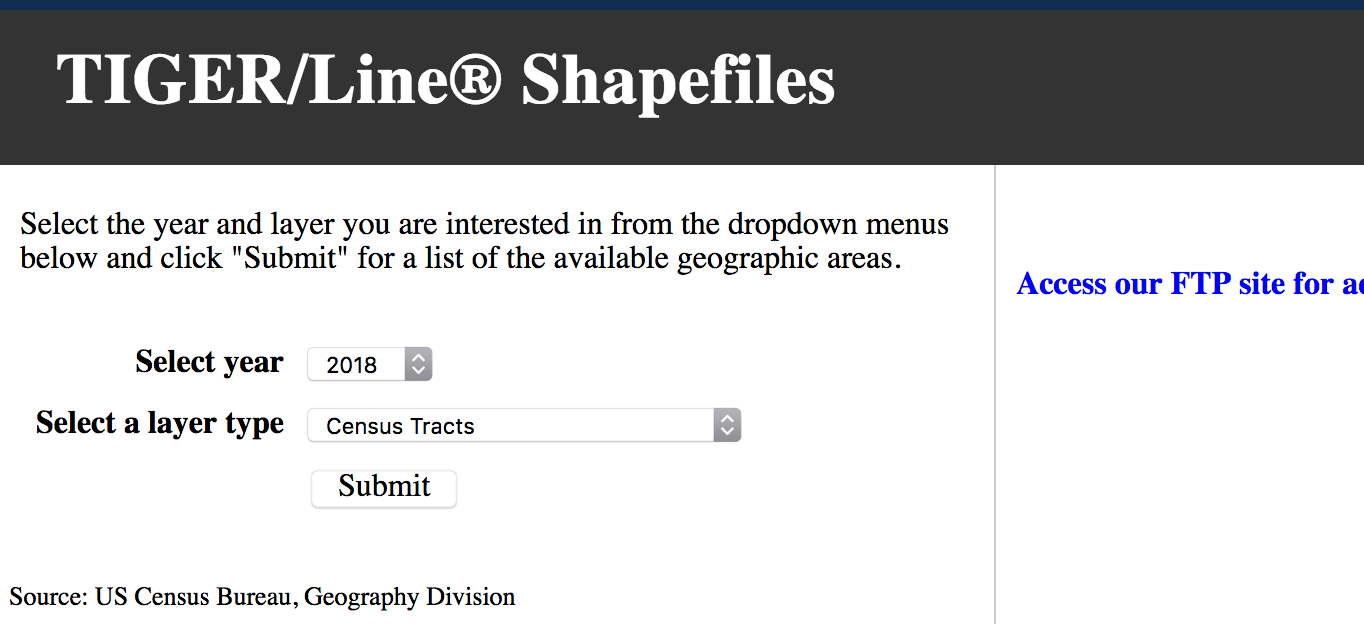 TIGER/Line® Shapefiles
Select the year and layer you are interested in from the dropdown menus
below and click "Submit" for a list of the available geographic areas.
Access our FTP site for
Select year 2018
Select a layer type Census Tracts
Submit
Source: US Census Bureau, Geography Division